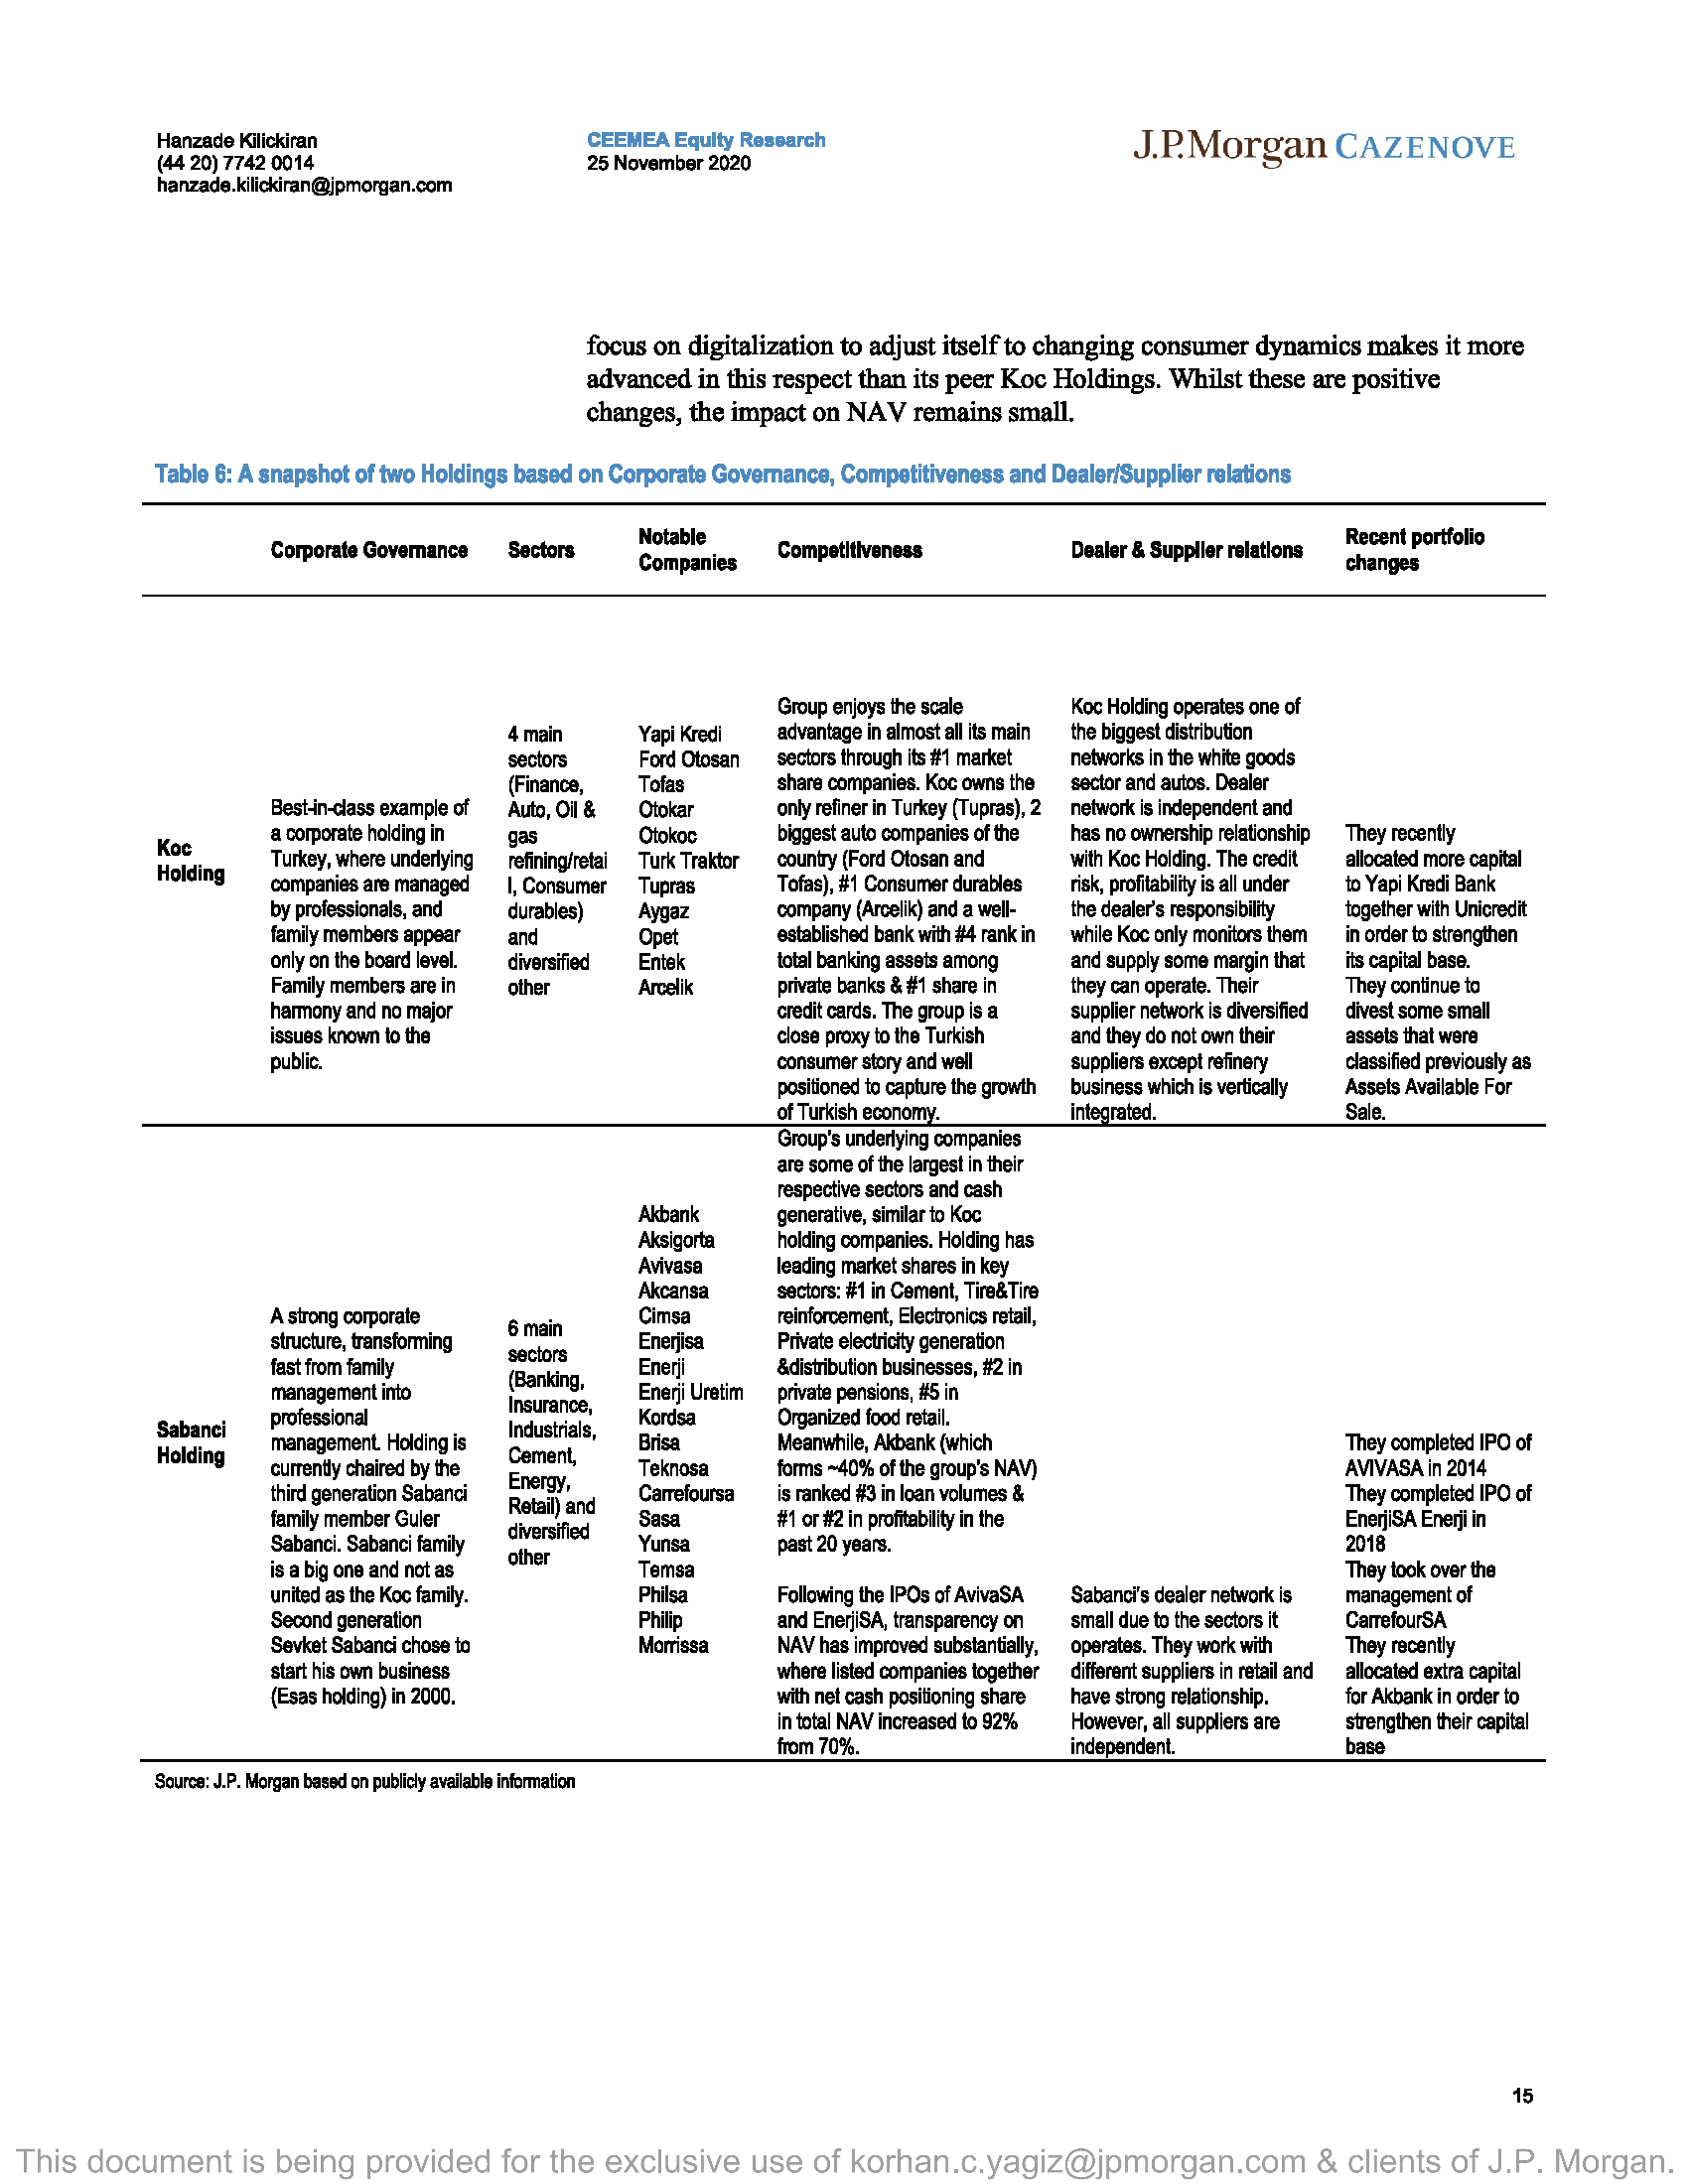 Hanzade Kilickiran
(44 20) 7742 0014
hanzade.kilickiran@jpmorgan.com
CEEMEA Equity Research
25 November 2020
J.P.Morgan CAZENOVE
focus on digitalization to adjust itself to changing consumer dynamics makes it more
advanced in this respect than its peer Koc Holdings. Whilst these are positive
changes, the impact on NAV remains small.
Table 6: A snapshot of two Holdings based on Corporate Governance, Competitiveness and Dealer/Supplier relations
Corporate Governance
Sectors
Notable
Companies
Competitiveness
Dealer & Supplier relations
Recent portfolio
changes
Koc
Holding
Best-in-class example of
a corporate holding in
Turkey, where underlying
companies are managed
by professionals, and
family members appear
only on the board level.
Family members are in
harmony and no major
issues known to the
public.
4 main
sectors
(Finance,
Auto, Oil &
gas
refining/retai
l, Consumer
durables)
and
diversified
other
Yapi Kredi
Ford Otosan
Tofas
Otokar
Otokoc
Turk Traktor
Tupras
Aygaz
Opet
Entek
Arcelik
Group enjoys the scale
advantage in almost all its main
sectors through its #1 market
share companies. Koc owns the
only refiner in Turkey (Tupras), 2
biggest auto companies of the
country (Ford Otosan and
Tofas), #1 Consumer durables
company (Arcelik) and a well-
established bank with #4 rank in
total banking assets among
private banks & #1 share in
credit cards. The group is a
close proxy to the Turkish
consumer story and well
positioned to capture the growth
of Turkish economy.
Koc Holding operates one of
the biggest distribution
networks in the white goods
sector and autos. Dealer
network is independent and
has no ownership relationship
with Koc Holding. The credit
risk, profitability is all under
the dealer's responsibility
while Koc only monitors them
and supply some margin that
they can operate. Their
supplier network is diversified
and they do not own their
suppliers except refinery
business which is vertically
integrated.
They recently
allocated more capital
to Yapi Kredi Bank
together with Unicredit
in order to strengthen
its capital base.
They continue to
divest some small
assets that were
classified previously as
Assets Available For
Sale.
Sabanci
Holding
A strong corporate
structure, transforming
fast from family
management into
professional
management. Holding is
currently chaired by the
third generation Sabanci
family member Guler
Sabanci. Sabanci family
is a big one and not as
united as the Koc family.
Second generation
Sevket Sabanci chose to
start his own business
(Esas holding) in 2000.
6 main
sectors
(Banking,
Insurance,
Industrials,
Cement,
Energy,
Retail) and
diversified
other
Akbank
Aksigorta
Avivasa
Akcansa
Cimsa
Enerjisa
Enerji
Enerji Uretim
Kordsa
Brisa
Teknosa
Carrefoursa
Sasa
Yunsa
Temsa
Philsa
Philip
Morrissa
Group's underlying companies
are some of the largest in their
respective sectors and cash
generative, similar to Koc
holding companies. Holding has
leading market shares in key
sectors: #1 in Cement, Tire&Tire
reinforcement, Electronics retail,
Private electricity generation
&distribution businesses, #2 in
private pensions, #5 in
Organized food retail.
Meanwhile, Akbank (which
forms ~40% of the group's NAV)
is ranked #3 in loan volumes &
#1 or #2 in profitability in the
past 20 years.
Following the IPOs of AvivaSA
and EnerjiSA, transparency on
NAV has improved substantially,
where listed companies together
with net cash positioning share
in total NAV increased to 92%
from 70%.
Sabanci's dealer network is
small due to the sectors it
operates. They work with
different suppliers in retail and
have strong relationship.
However, all suppliers are
independent.
They completed IPO of
AVIVASA in 2014
They completed IPO of
EnerjiSA Enerji in
2018
They took over the
management of
CarrefourSA
They recently
allocated extra capital
for Akbank in order to
strengthen their capital
base
Source: J.P. Morgan based on publicly available information
15
This document is being provided for the exclusive use of korhan.c.yagiz@jpmorgan.com & clients of J.P. Morgan.